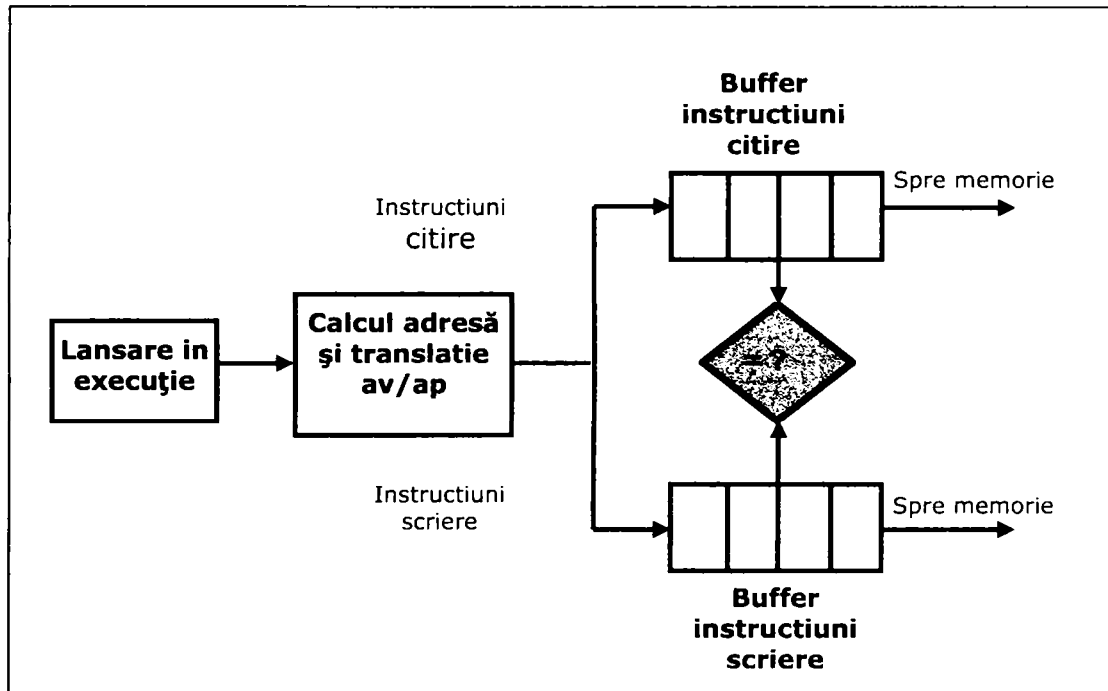 Buffer
instructiuni
citire
Spre memorie
Instructiuni
citire
Lansare in
execuţie
Calcul adresă
şi translatie
av/ap
=?
Instructiuni
scriere
Spre memorie
Buffer
instructiuni
scriere